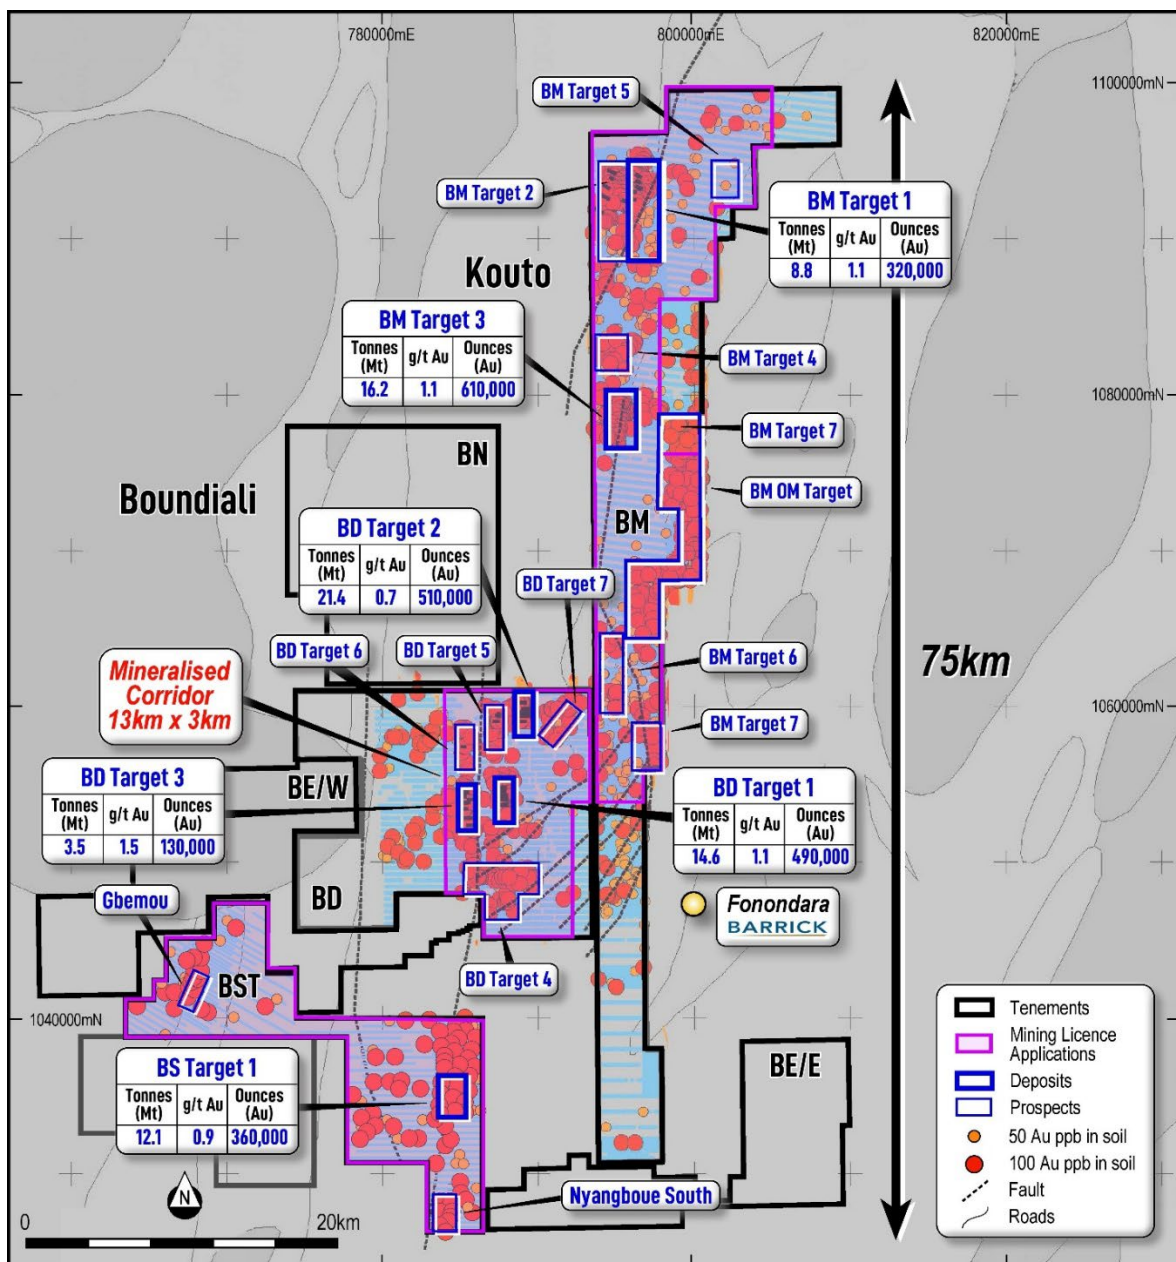 780000mE
800000mE
820000mE
1100000mN
BM Target 5
BM Target 2
BM Target 1
Tonnes (Mt) g/t Au Ounces (Au)
8.8 1.1 320,000
Kouto
BM Target 3
Tonnes (Mt) g/t Au Ounces (Au)
16.2 1.1 610,000
BM Target 4
1080000mN
BM Target 7
BN
BM OM Target
Boundiali
BM
BD Target 2
Tonnes (Mt) g/t Au Ounces (Au)
21.4 0.7 510,000
BD Target 7
BD Target 6
BD Target 5
BM Target 6
75km
Mineralised
Corridor
13km x 3km
1060000mN
BM Target 7
BD Target 3
Tonnes (Mt) g/t Au Ounces (Au)
3.5 1.5 130,000
BE/W
BD Target 1
Tonnes (Mt) g/t Au Ounces (Au)
14.6 1.1 490,000
Gbemou
BD
Fonondara
BARRICK
BD Target 4
BST
1040000mN
BS Target 1
Tonnes (Mt) g/t Au Ounces (Au)
12.1 0.9 360,000
BE/E
Nyangboue South
N
0 20km
Tenements
Mining Licence
Applications
Deposits
Prospects
50 Au ppb in soil
100 Au ppb in soil
Fault
Roads